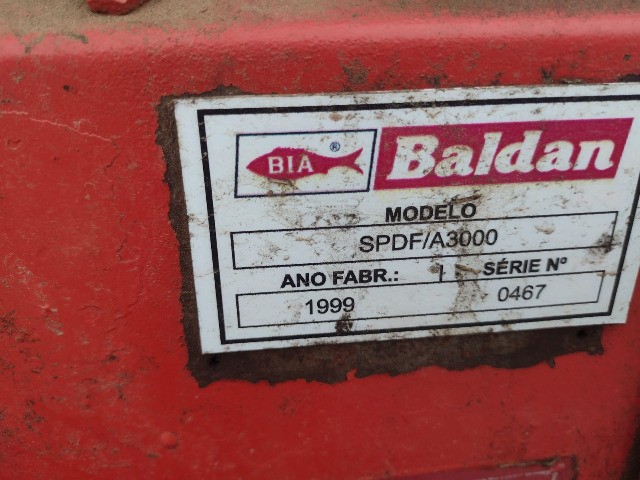 BIA ® Baldan
MODELO
SPDF/A3000
ANO FABR.: SÉRIE Nº
1999 0467